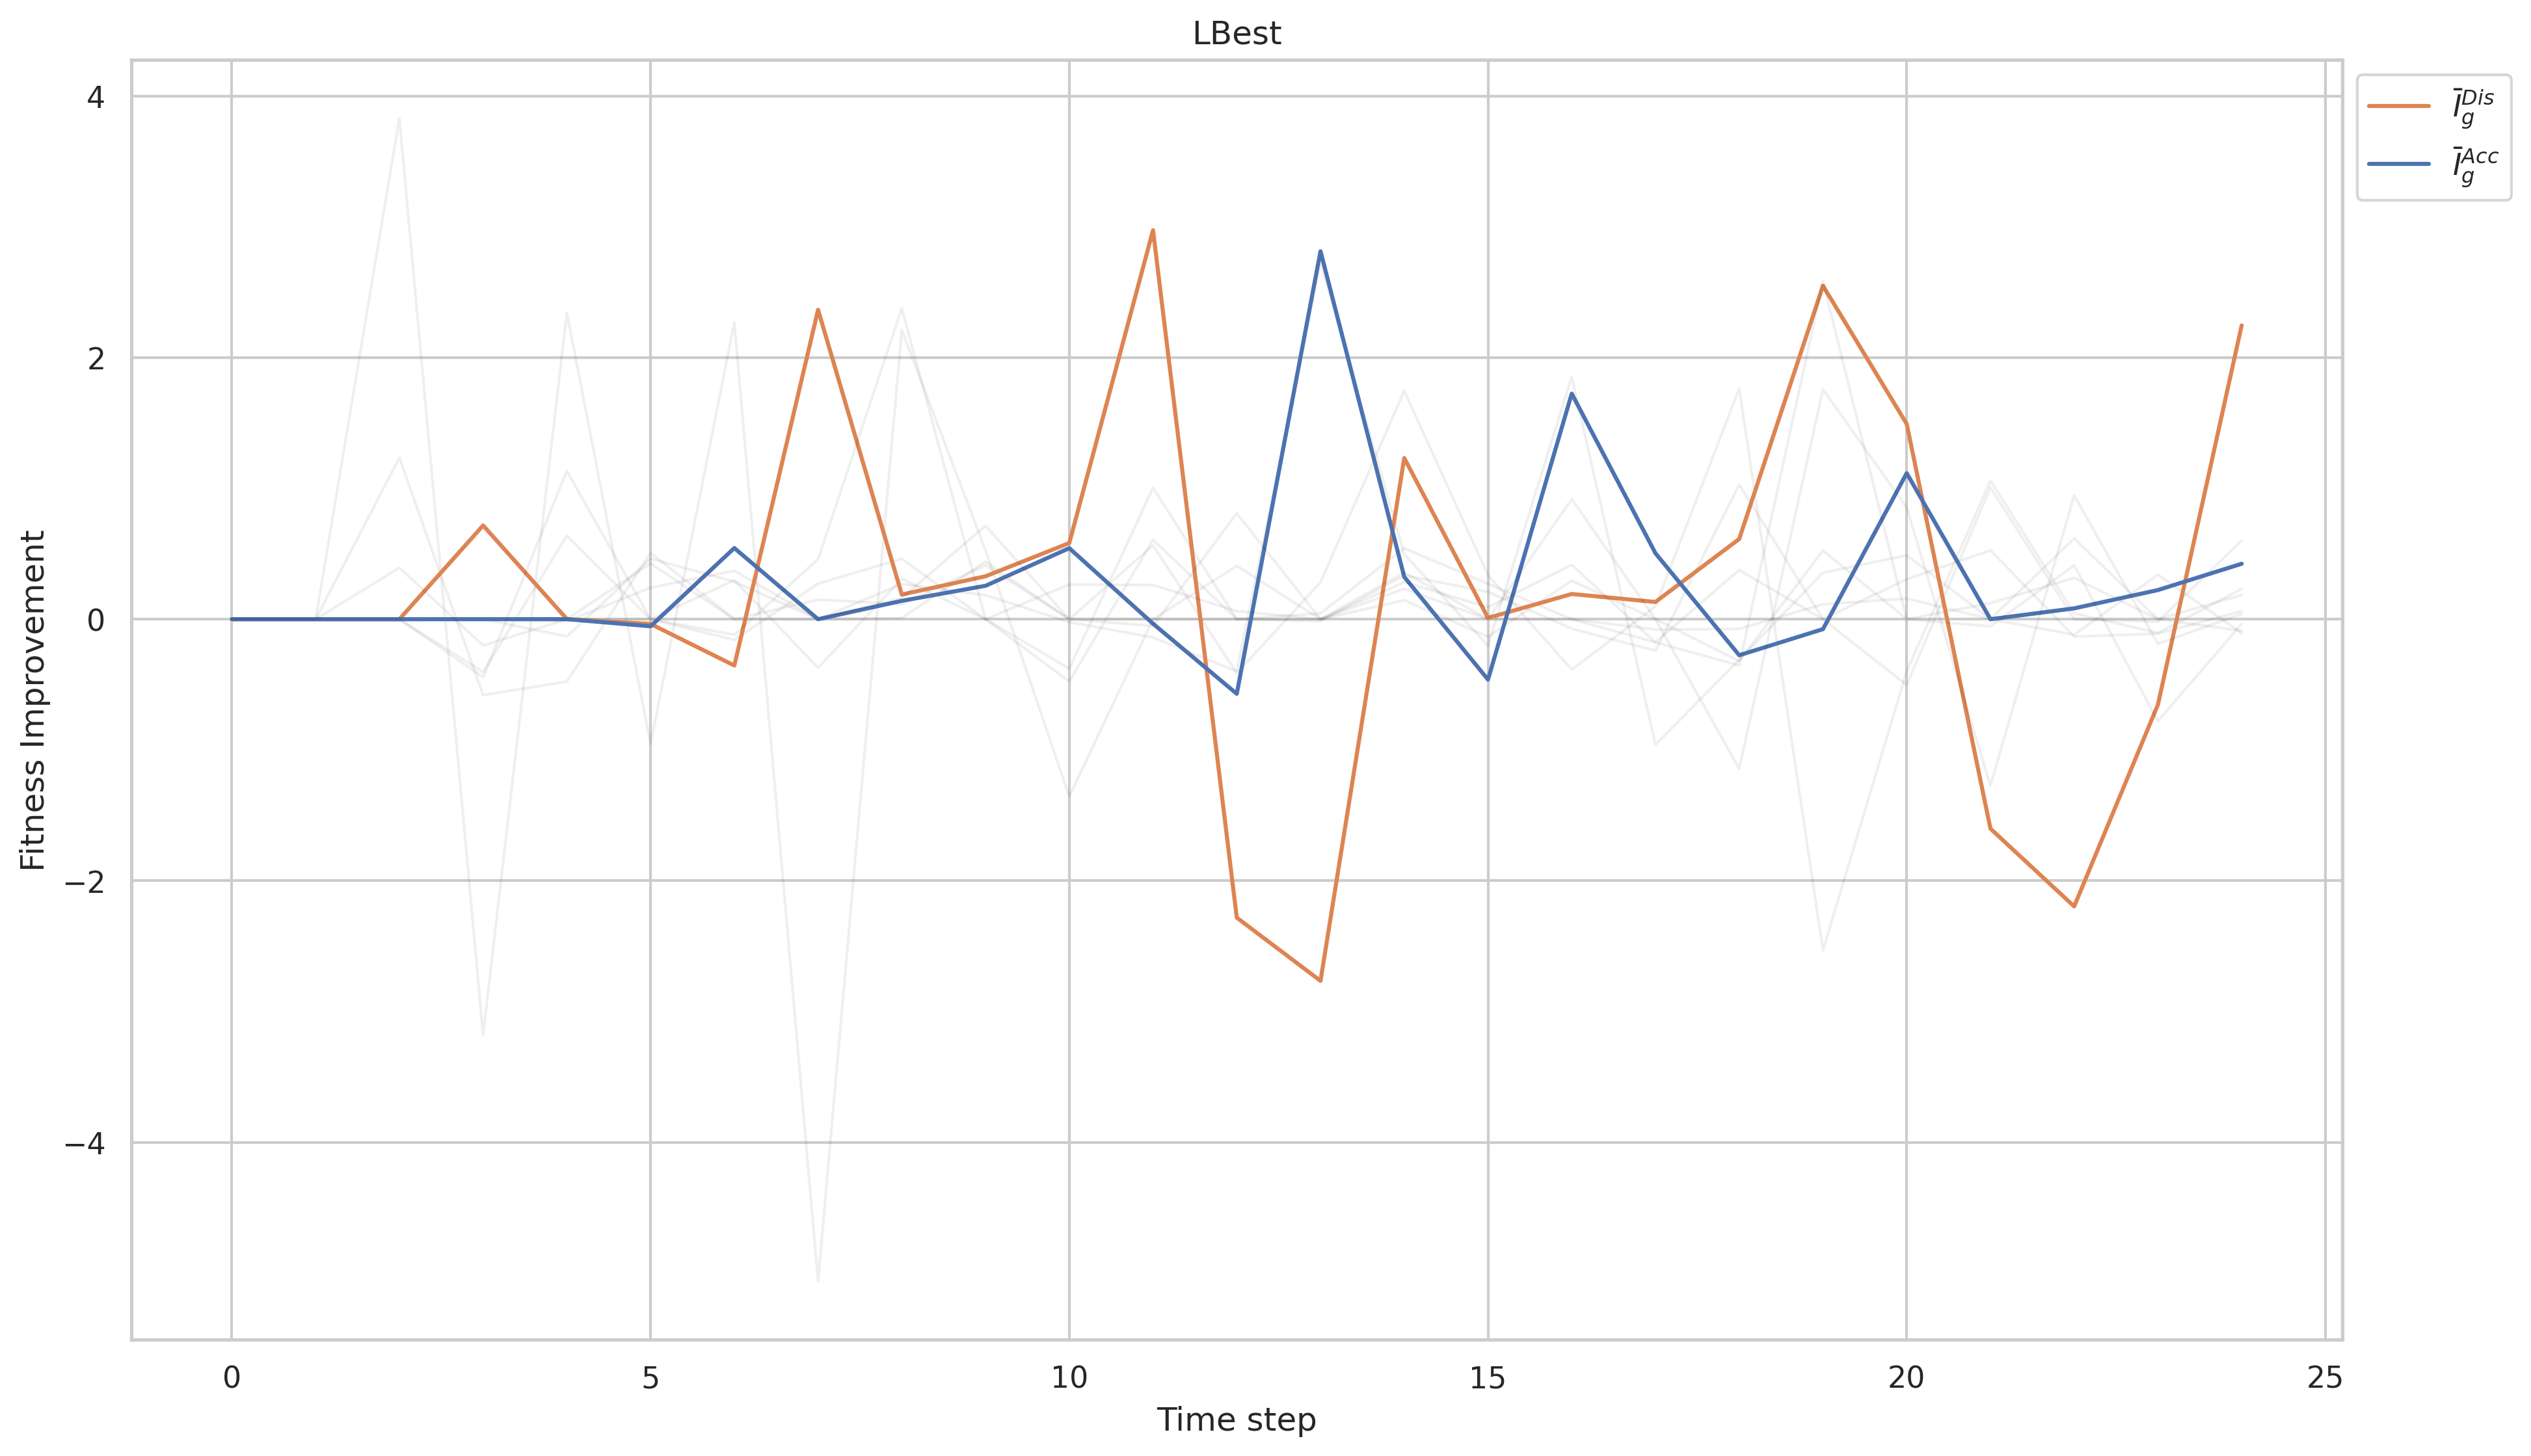 LBest
Fitness Improvement
4
2
0
−2
−4
0 5 10 15 20 25
Time step
Ī_g^Dis
Ī_g^Acc